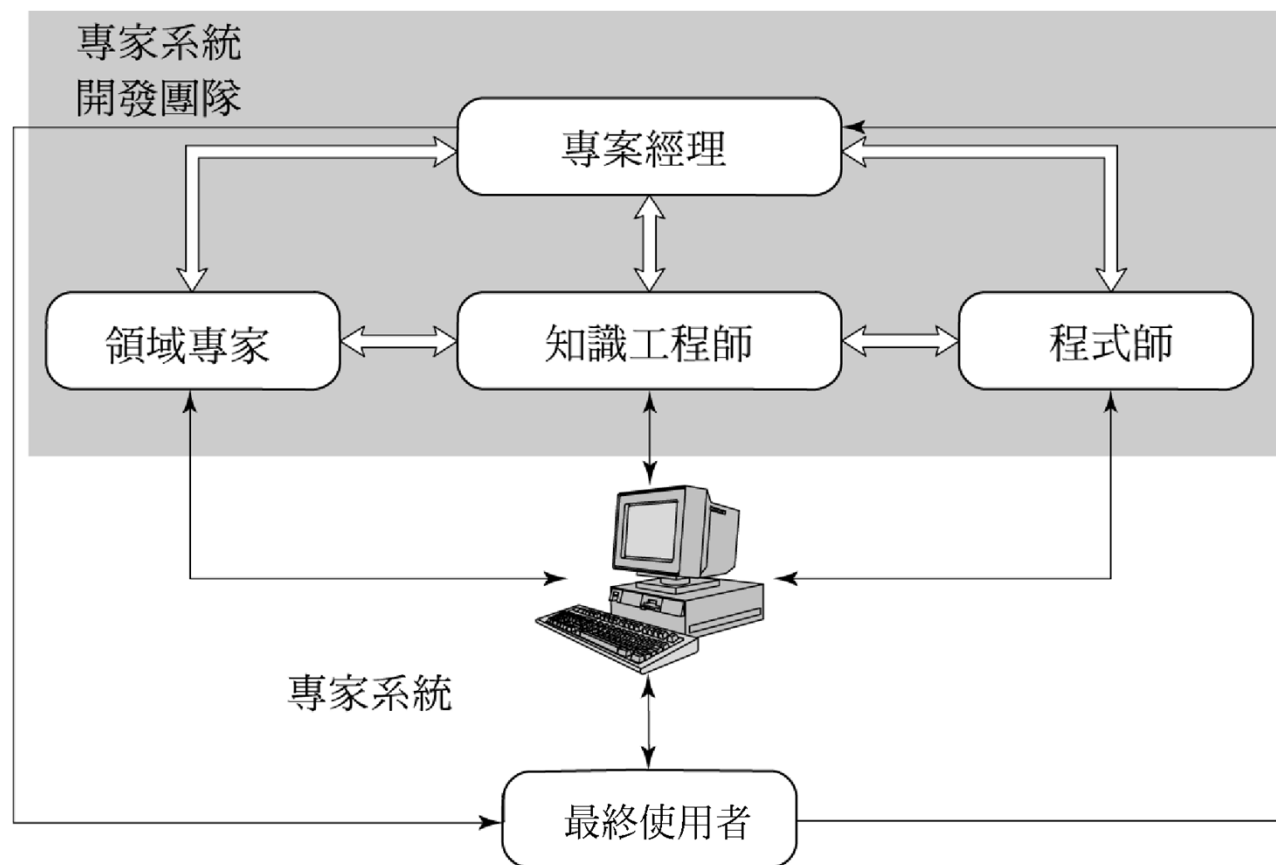 專家系統
開發團隊
專案經理
領域專家
知識工程師
程式師
專家系統
最終使用者